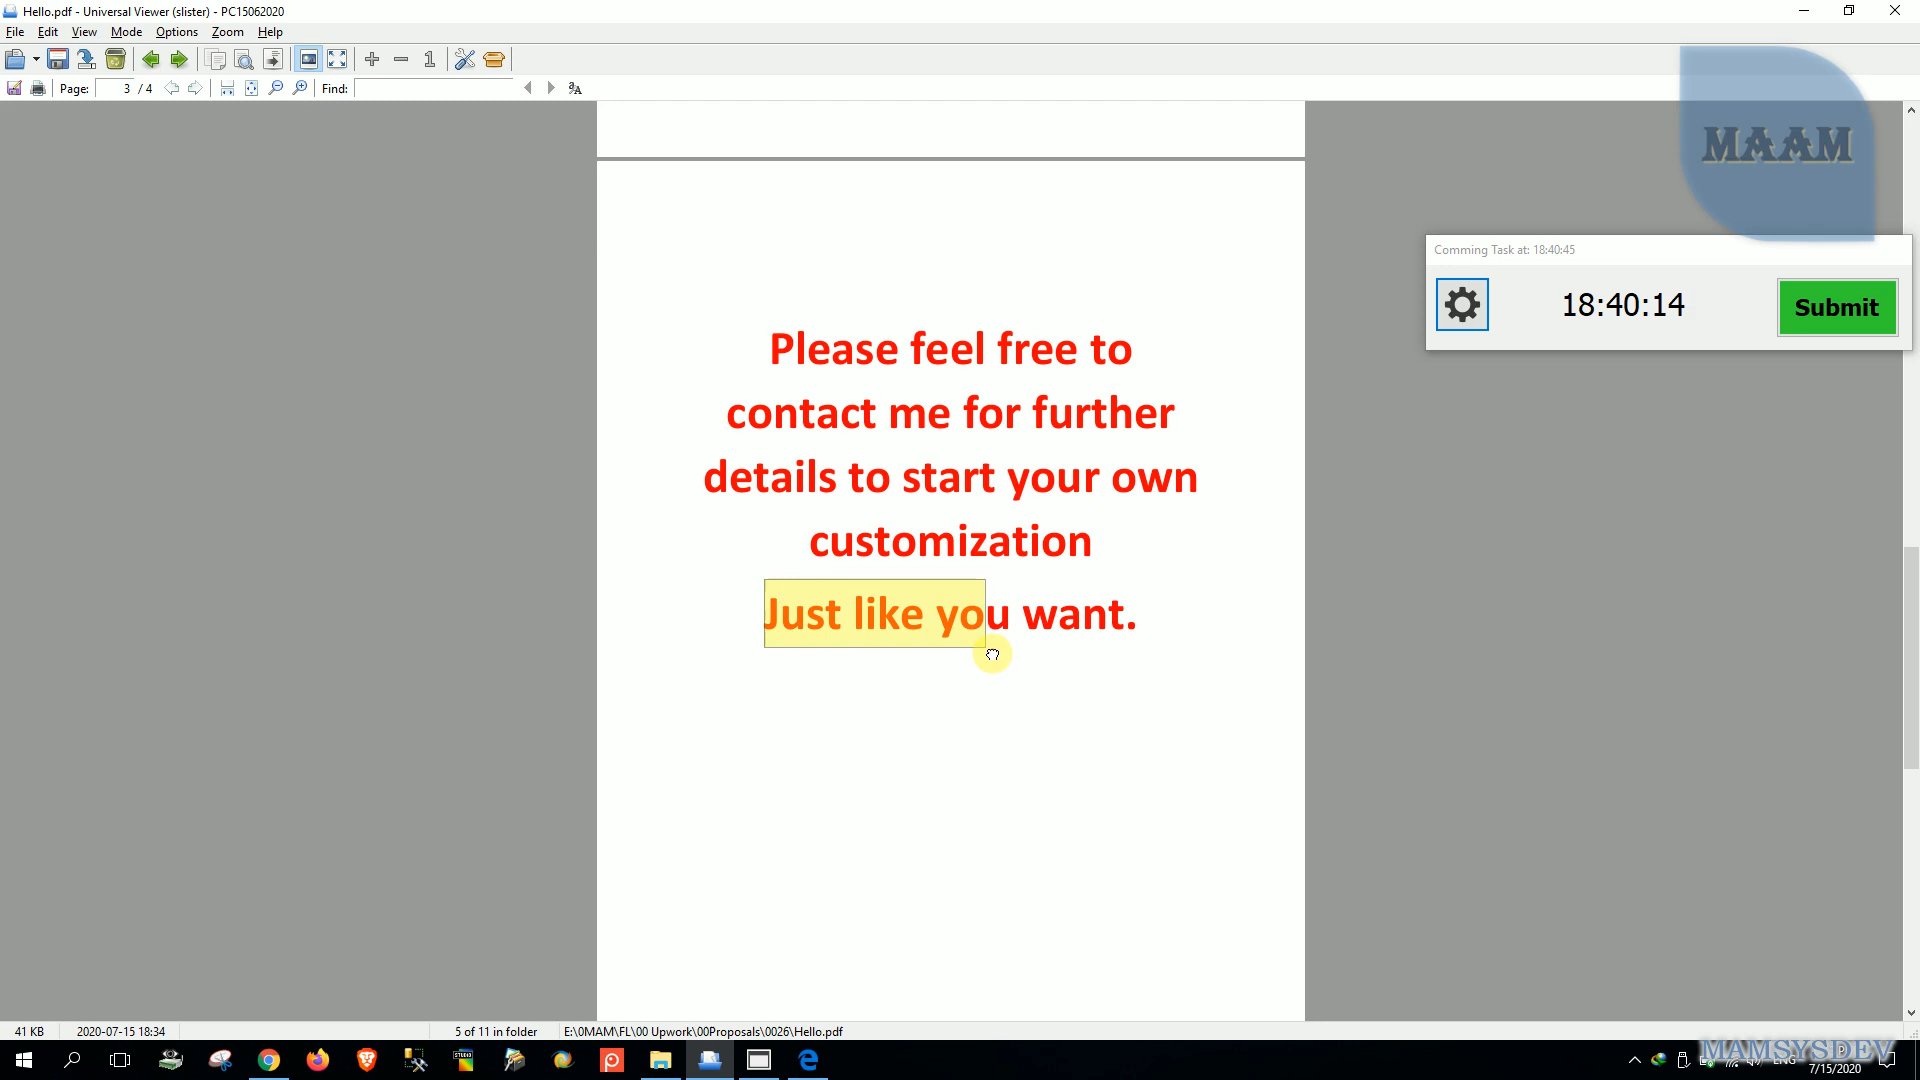 Hello.pdf - Universal Viewer (slister) - PC15062020
File Edit View Mode Options Zoom Help
1
Page: 3 / 4 Find:
MAAM
Comming Task at: 18:40:45
18:40:14
Submit
Please feel free to
contact me for further
details to start your own
customization
Just like you want.
41 KB 2020-07-15 18:34 5 of 11 in folder E:\0MAM\FL\00 Upwork\00Proposals\0026\Hello.pdf
STUDIO
MAMSYSDEV
ENG
7/15/2020